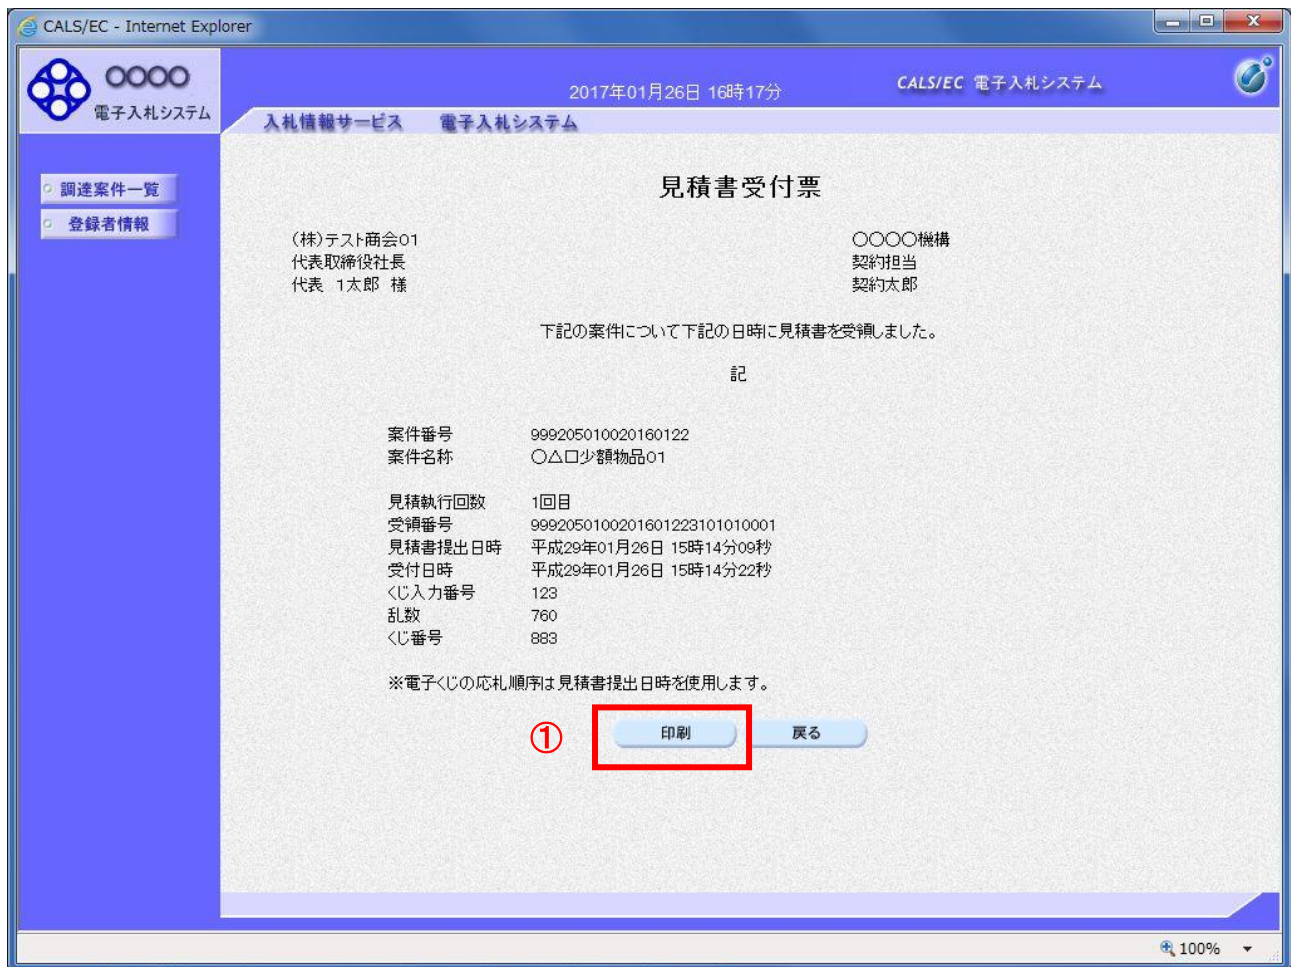 CALS/EC - Internet Explorer
〇〇〇〇
電子入札システム
2017年01月26日 16時17分
CALS/EC 電子入札システム
入札情報サービス 電子入札システム
調達案件一覧
登録者情報
見積書受付票
(株)テスト商会01
代表取締役社長
代表 1太郎 様
〇〇〇〇機構
契約担当
契約太郎
下記の案件について下記の日時に見積書を受領しました。
記
案件番号 999205010020160122
案件名称 〇△口少額物品01
見積執行回数 1回目
受領番号 9992050100201601223101010001
見積書提出日時 平成29年01月26日 15時14分09秒
受付日時 平成29年01月26日 15時14分22秒
くじ入力番号 123
乱数 760
くじ番号 883
※電子くじの応札順序は見積書提出日時を使用します。
① 印刷 戻る
100%